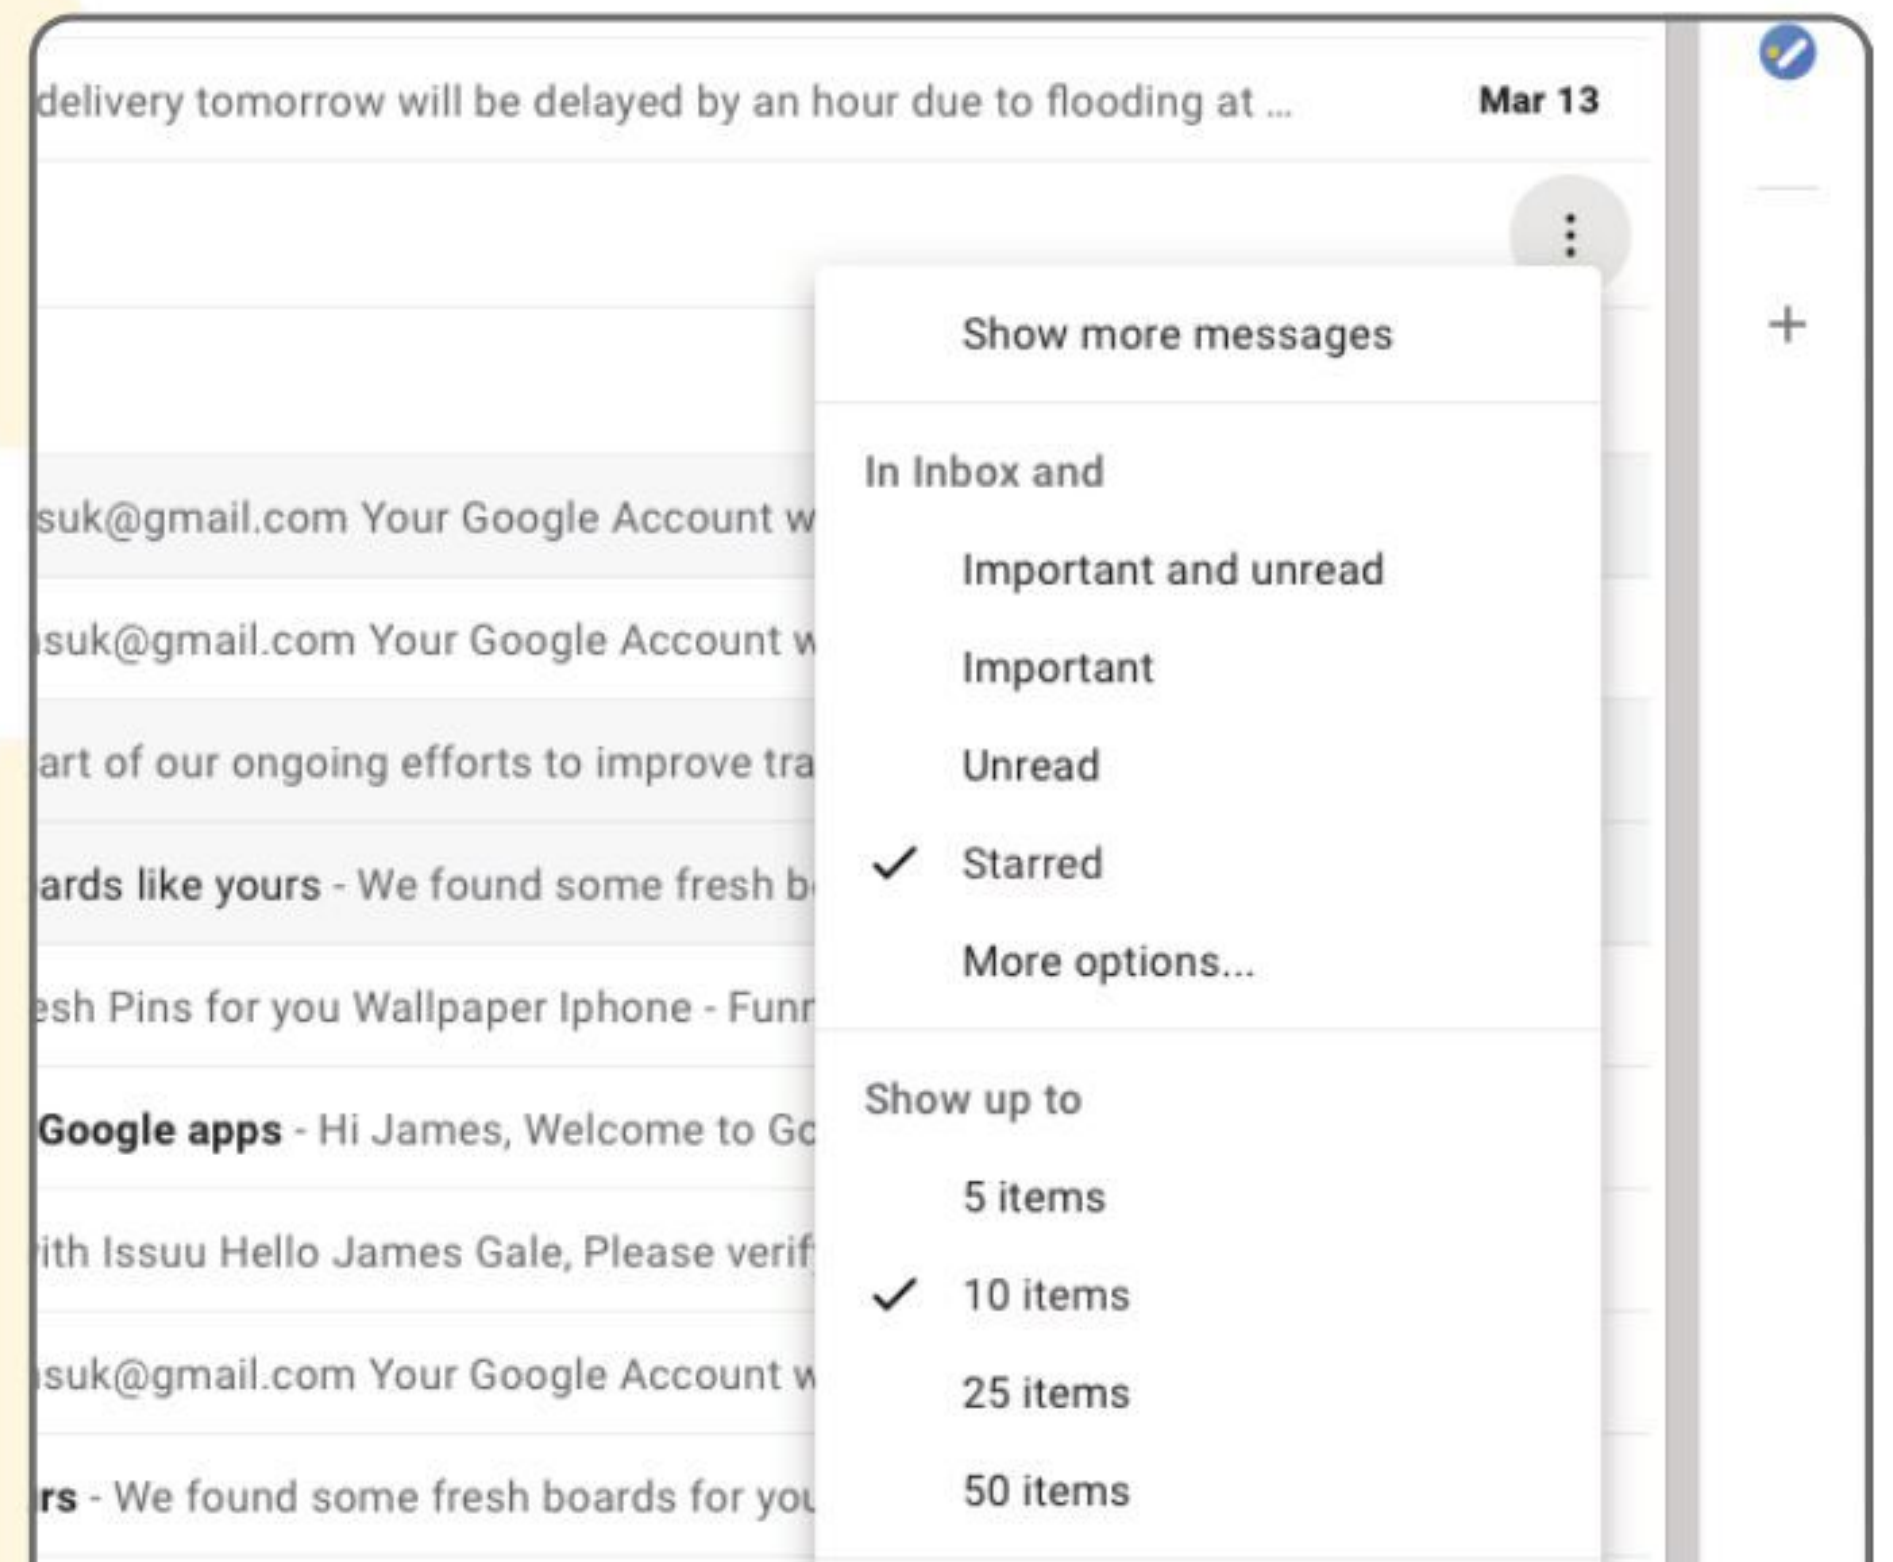 delivery tomorrow will be delayed by an hour due to flooding at ... Mar 13
Show more messages
In Inbox and
suk@gmail.com Your Google Account w
Important and unread
suk@gmail.com Your Google Account w
Important
art of our ongoing efforts to improve tra
Unread
ards like yours - We found some fresh b
Starred
More options...
esh Pins for you Wallpaper Iphone - Funr
Show up to
Google apps - Hi James, Welcome to Go
5 items
ith Issuu Hello James Gale, Please verif
10 items
suk@gmail.com Your Google Account w
25 items
rs - We found some fresh boards for you
50 items